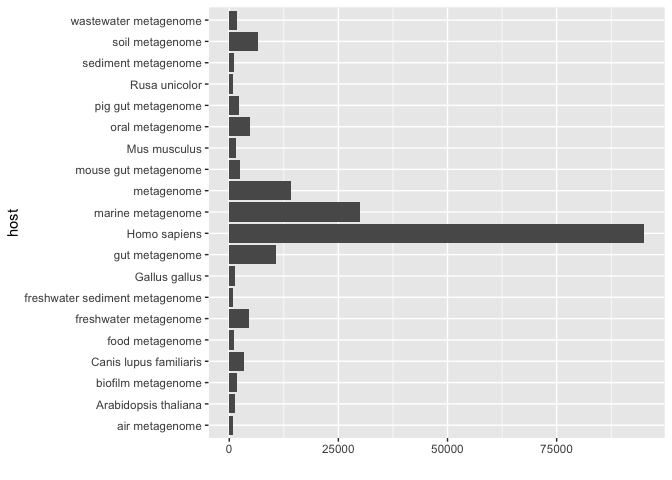 wastewater metagenome
soil metagenome
sediment metagenome
Rusa unicolor
pig gut metagenome
oral metagenome
Mus musculus
mouse gut metagenome
metagenome
marine metagenome
Homo sapiens
gut metagenome
Gallus gallus
freshwater sediment metagenome
freshwater metagenome
food metagenome
Canis lupus familiaris
biofilm metagenome
Arabidopsis thaliana
air metagenome
host
0 25000 50000 75000